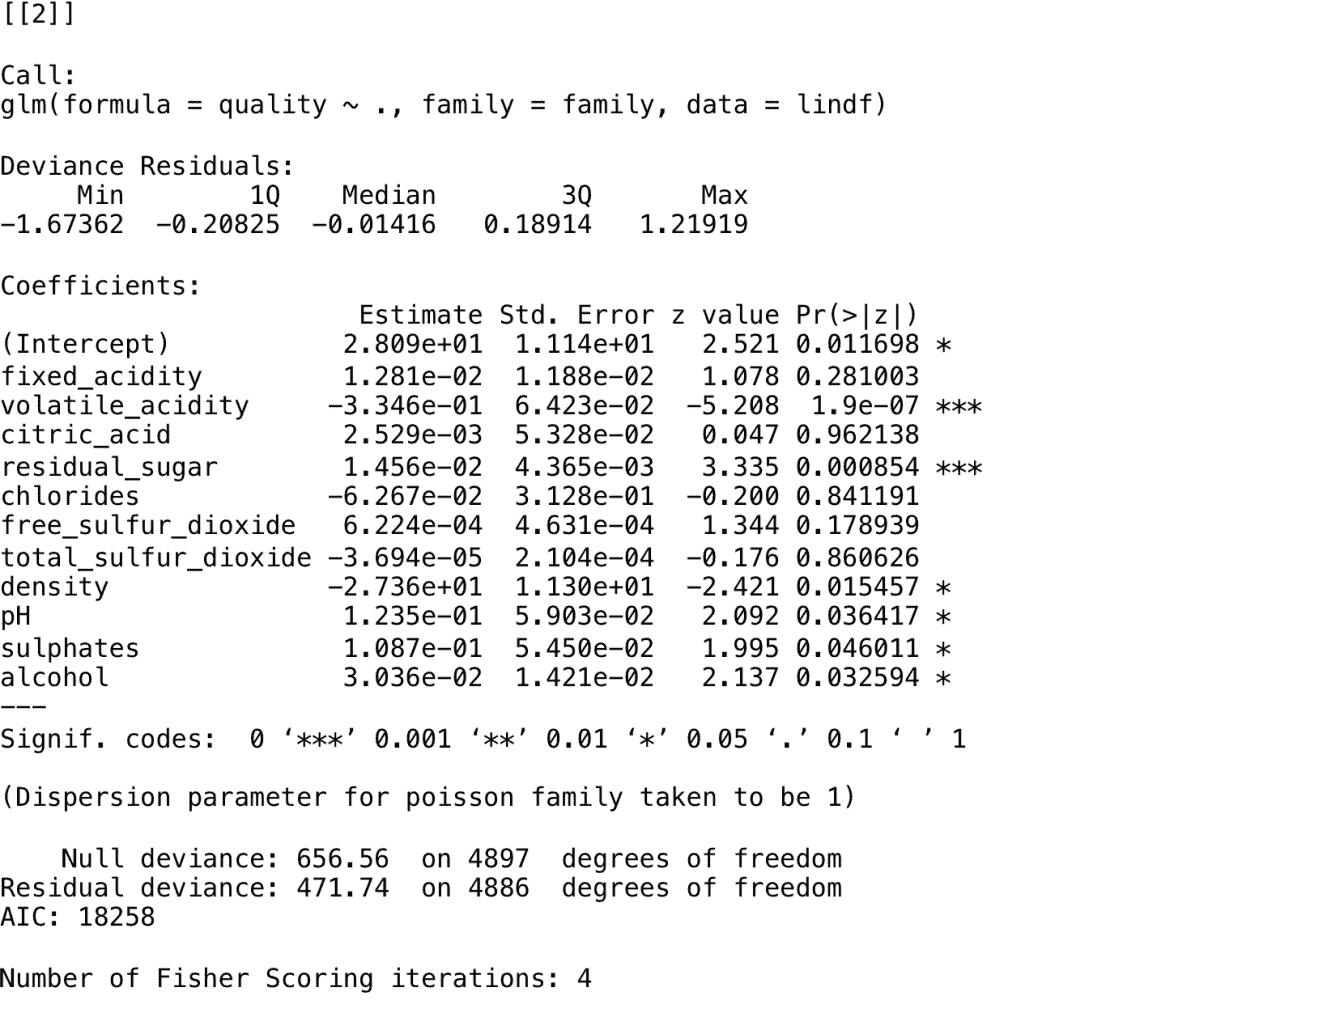 [[2]]
Call:
glm(formula = quality ~ ., family = family, data = lindf)
Deviance Residuals:
     Min        1Q    Median        3Q       Max
−1.67362  −0.20825  −0.01416   0.18914   1.21919
Coefficients:
                       Estimate Std. Error z value Pr(>|z|)
(Intercept)           2.809e+01  1.114e+01   2.521 0.011698 *
fixed_acidity         1.281e−02  1.188e−02   1.078 0.281003
volatile_acidity     −3.346e−01  6.423e−02  −5.208  1.9e−07 ***
citric_acid           2.529e−03  5.328e−02   0.047 0.962138
residual_sugar        1.456e−02  4.365e−03   3.335 0.000854 ***
chlorides            −6.267e−02  3.128e−01  −0.200 0.841191
free_sulfur_dioxide   6.224e−04  4.631e−04   1.344 0.178939
total_sulfur_dioxide −3.694e−05  2.104e−04  −0.176 0.860626
density              −2.736e+01  1.130e+01  −2.421 0.015457 *
pH                    1.235e−01  5.903e−02   2.092 0.036417 *
sulphates             1.087e−01  5.450e−02   1.995 0.046011 *
alcohol               3.036e−02  1.421e−02   2.137 0.032594 *
−−−
Signif. codes:  0 ‘***’ 0.001 ‘**’ 0.01 ‘*’ 0.05 ‘.’ 0.1 ‘ ’ 1
(Dispersion parameter for poisson family taken to be 1)
    Null deviance: 656.56  on 4897  degrees of freedom
Residual deviance: 471.74  on 4886  degrees of freedom
AIC: 18258
Number of Fisher Scoring iterations: 4